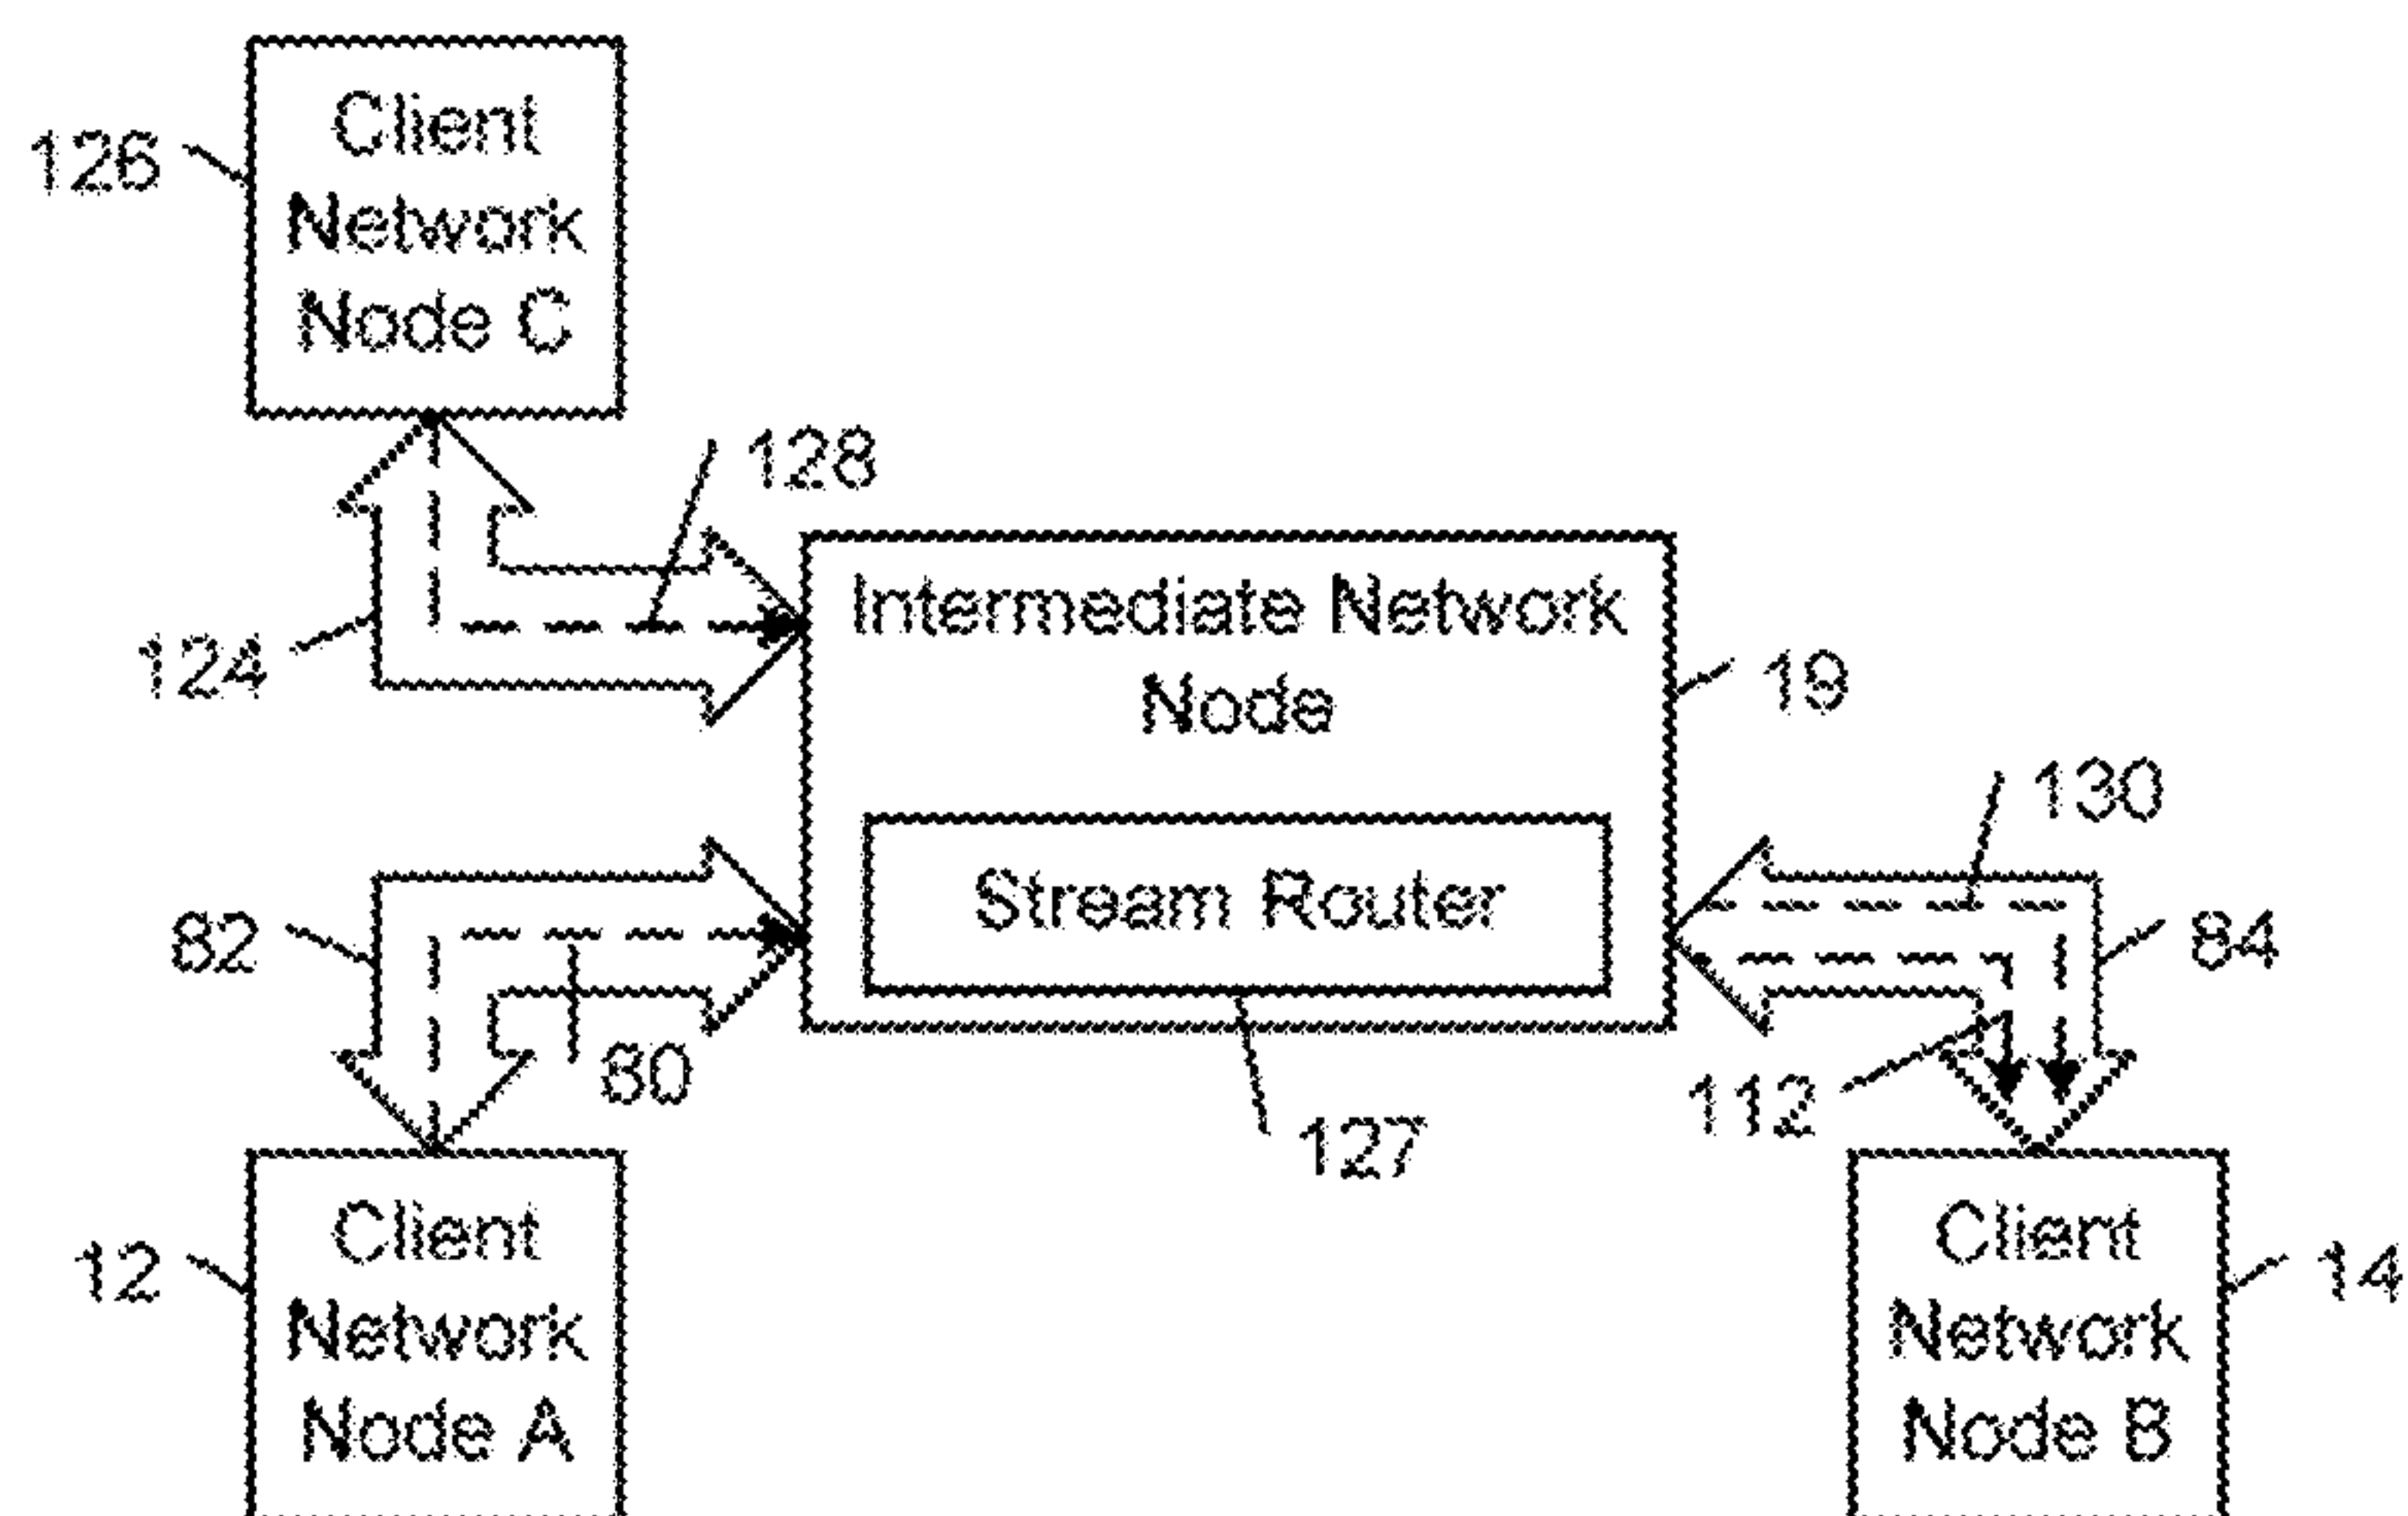 Client
Network
Node C
126
128
124
Intermediate Network
Node
19
Stream Router
130
82
84
80
112
127
12
Client
Network
Node A
Client
Network
Node B
14